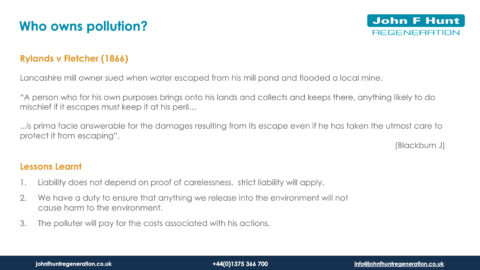 Who owns pollution?
John F Hunt
REGENERATION
Rylands v Fletcher (1866)
Lancashire mill owner sued when water escaped from his mill pond and flooded a local mine.
“A person who for his own purposes brings onto his lands and collects and keeps there, anything likely to do
mischief if it escapes must keep it at his peril…
...is prima facie answerable for the damages resulting from its escape even if he has taken the utmost care to
protect it from escaping”.
(Blackburn J)
Lessons Learnt
1. Liability does not depend on proof of carelessness. strict liability will apply.
2. We have a duty to ensure that anything we release into the environment will not
cause harm to the environment.
3. The polluter will pay for the costs associated with his actions.
johnfhuntregeneration.co.uk +44(0)1375 366 700 info@johnfhuntregeneration.co.uk